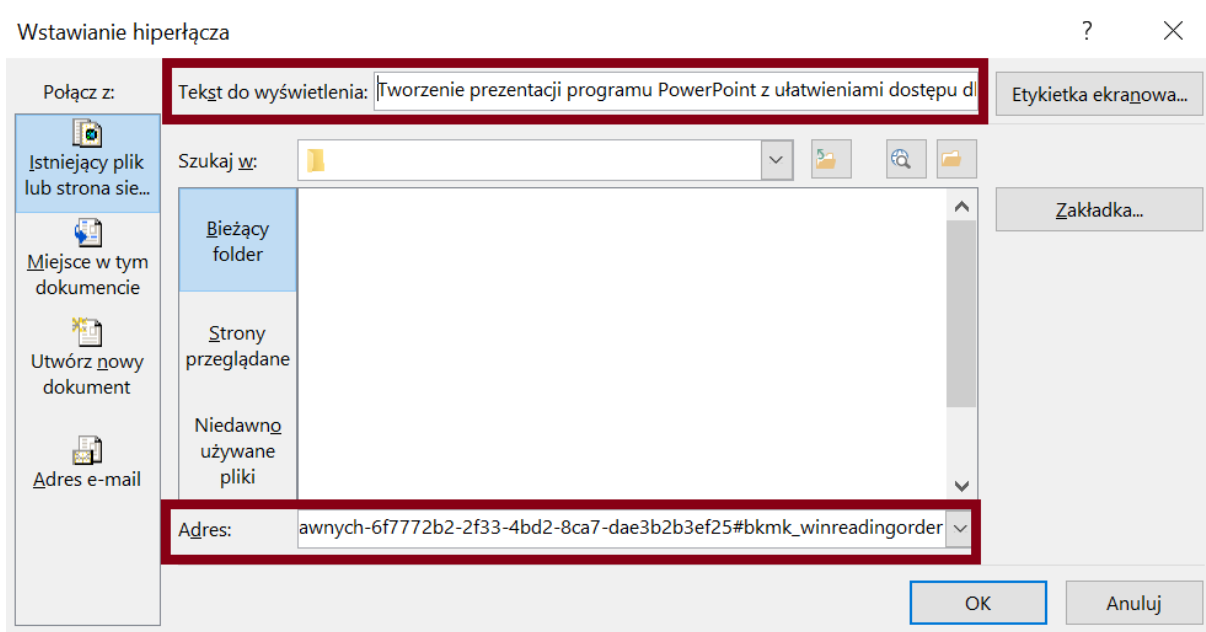 Wstawianie hiperłącza
?
Połącz z:
Tekst do wyświetlenia: Tworzenie prezentacji programu PowerPoint z ułatwieniami dostępu dl
Etykietka ekranowa...
Istniejący plik
lub strona sie...
Szukaj w:
Bieżący
folder
Zakładka...
Miejsce w tym
dokumencie
Strony
przeglądane
Utwórz nowy
dokument
Niedawno
używane
pliki
Adres e-mail
Adres: awnych-6f7772b2-2f33-4bd2-8ca7-dae3b2b3ef25#bkmk_winreadingorder
OK
Anuluj